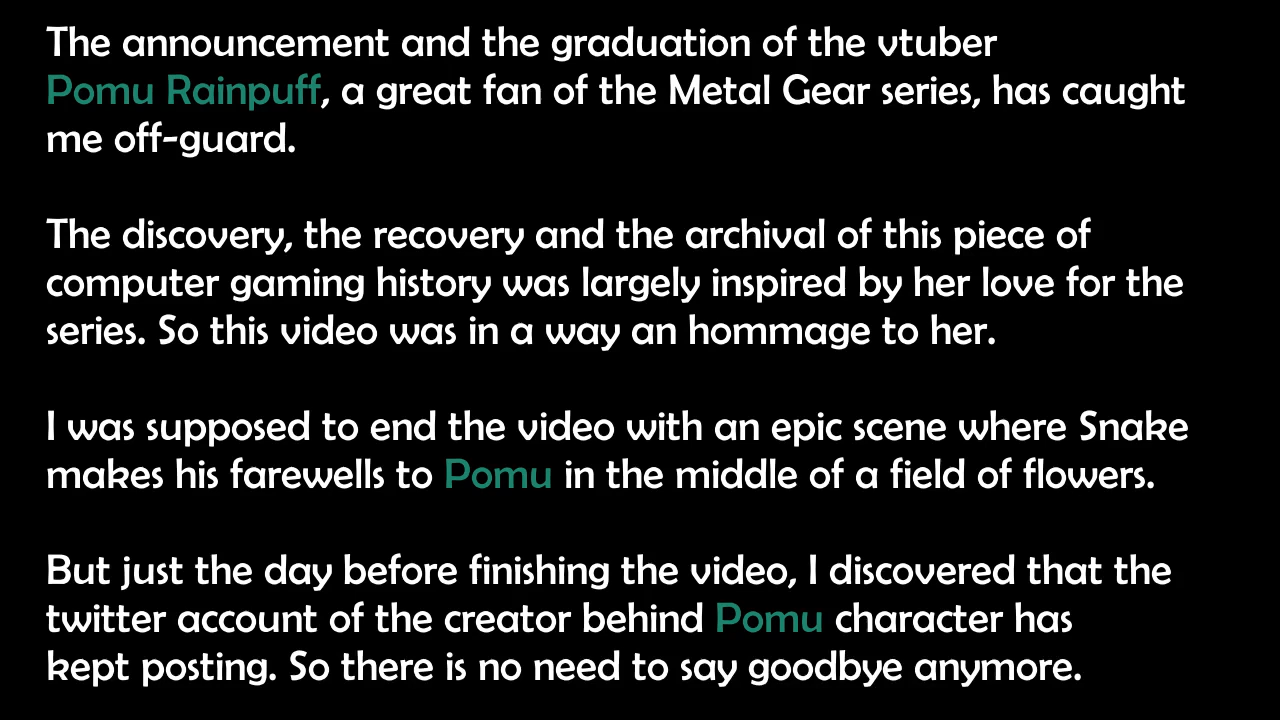 The announcement and the graduation of the vtuber
Pomu Rainpuff, a great fan of the Metal Gear series, has caught
me off-guard.
The discovery, the recovery and the archival of this piece of
computer gaming history was largely inspired by her love for the
series. So this video was in a way an hommage to her.
I was supposed to end the video with an epic scene where Snake
makes his farewells to Pomu in the middle of a field of flowers.
But just the day before finishing the video, I discovered that the
twitter account of the creator behind Pomu character has
kept posting. So there is no need to say goodbye anymore.